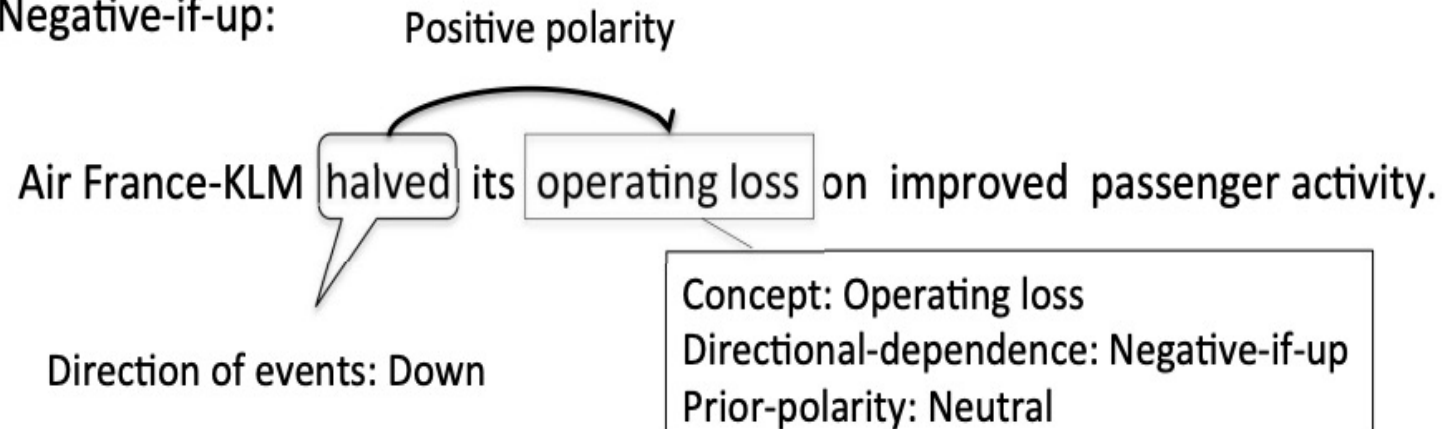 Negative-if-up:
Positive polarity
Air France-KLM halved its operating loss on improved passenger activity.
Concept: Operating loss
Directional-dependence: Negative-if-up
Prior-polarity: Neutral
Direction of events: Down